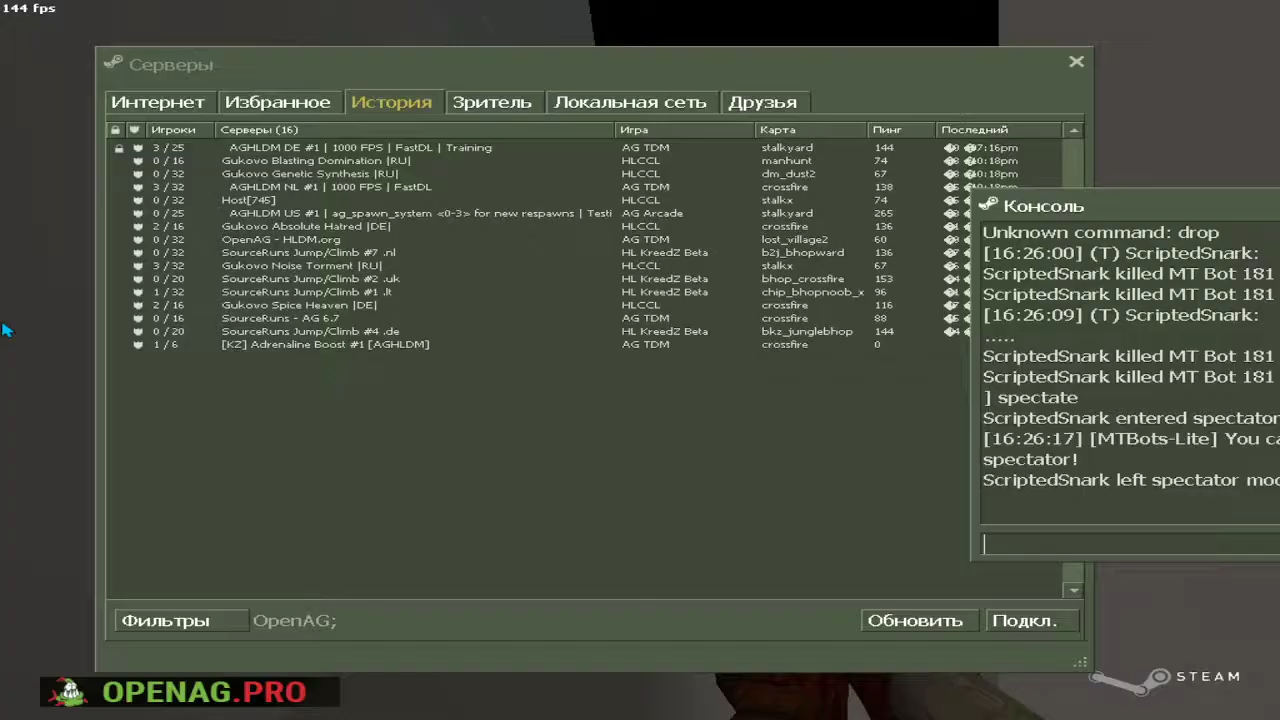 144 fps
Серверы
Интернет Избранное История Зритель Локальная сеть Друзья
Игроки Серверы (16) Игра Карта Пинг Последний
3 / 25 AGHLDM DE #1 | 1000 FPS | FastDL | Training AG TDM stalkyard 144 07:16pm
0 / 16 Gukovo Blasting Domination |RU| HLCCL manhunt 74 10:18pm
0 / 32 Gukovo Genetic Synthesis |RU| HLCCL dm_dust2 67 10:18pm
3 / 32 AGHLDM NL #1 | 1000 FPS | FastDL AG TDM crossfire 138 10:18pm
0 / 32 Host[745] HLCCL stalkx 74
0 / 25 AGHLDM US #1 | ag_spawn_system <0-3> for new respawns | Testi AG Arcade stalkyard 265
2 / 16 Gukovo Absolute Hatred |DE| HLCCL crossfire 136
0 / 32 OpenAG - HLDM.org AG TDM lost_village2 60
0 / 32 SourceRuns Jump/Climb #7 .nl HL KreedZ Beta b2j_bhopward 136
3 / 32 Gukovo Noise Torment |RU| HLCCL stalkx 67
0 / 20 SourceRuns Jump/Climb #2 .uk HL KreedZ Beta bhop_crossfire 153
1 / 32 SourceRuns Jump/Climb #1 .lt HL KreedZ Beta chip_bhopnoob_x 96
2 / 16 Gukovo Spice Heaven |DE| HLCCL crossfire 116
0 / 16 SourceRuns - AG 6.7 AG TDM crossfire 88
0 / 20 SourceRuns Jump/Climb #4 .de HL KreedZ Beta bkz_junglebhop 144
1 / 6 [KZ] Adrenaline Boost #1 [AGHLDM] AG TDM crossfire 0
Фильтры OpenAG; Обновить Подкл.
Консоль
Unknown command: drop
[16:26:00] (T) ScriptedSnark:
ScriptedSnark killed MT Bot 181
ScriptedSnark killed MT Bot 181
[16:26:09] (T) ScriptedSnark:
.....
ScriptedSnark killed MT Bot 181
ScriptedSnark killed MT Bot 181
] spectate
ScriptedSnark entered spectator
[16:26:17] [MTBots-Lite] You ca
spectator!
ScriptedSnark left spectator mod
OPENAG.PRO
STEAM